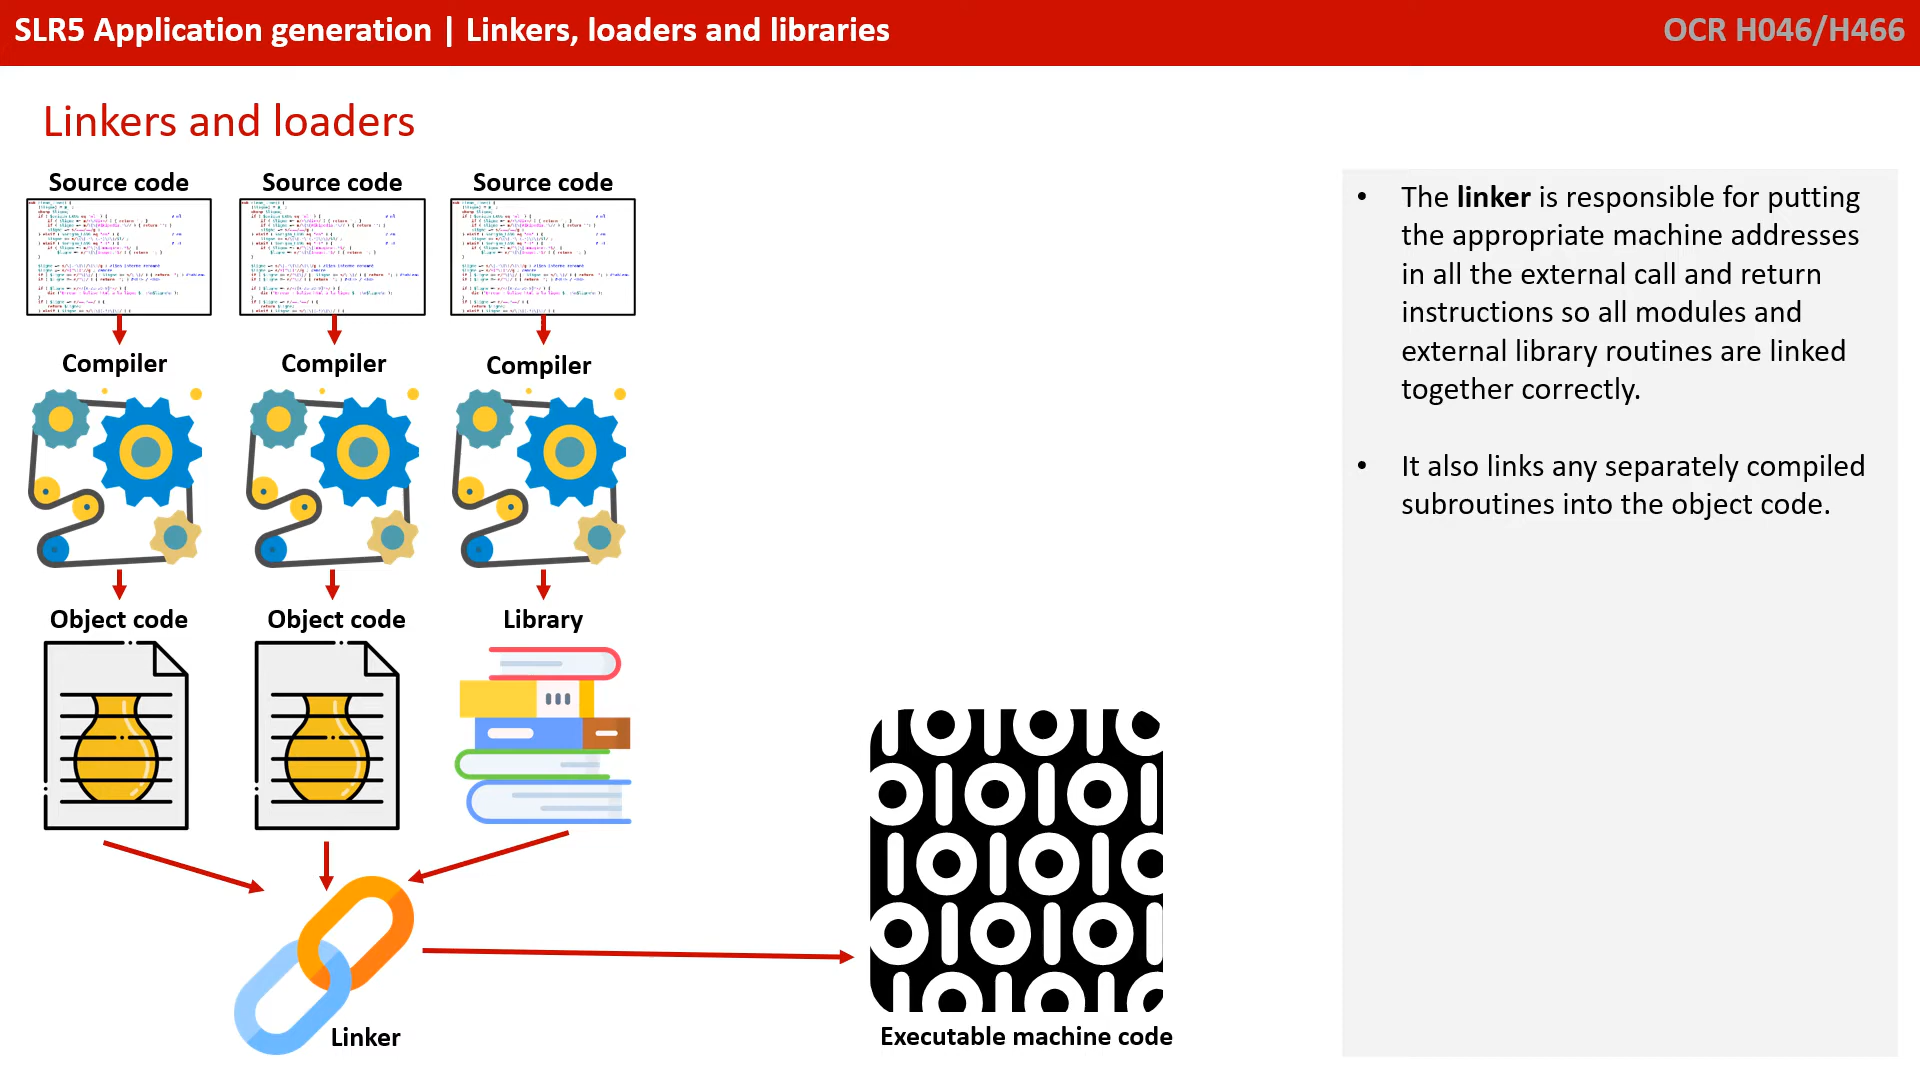 SLR5 Application generation | Linkers, loaders and libraries
OCR H046/H466
Linkers and loaders
Source code
Source code
Source code
Compiler
Compiler
Compiler
Object code
Object code
Library
Linker
Executable machine code
• The linker is responsible for putting
the appropriate machine addresses
in all the external call and return
instructions so all modules and
external library routines are linked
together correctly.
• It also links any separately compiled
subroutines into the object code.